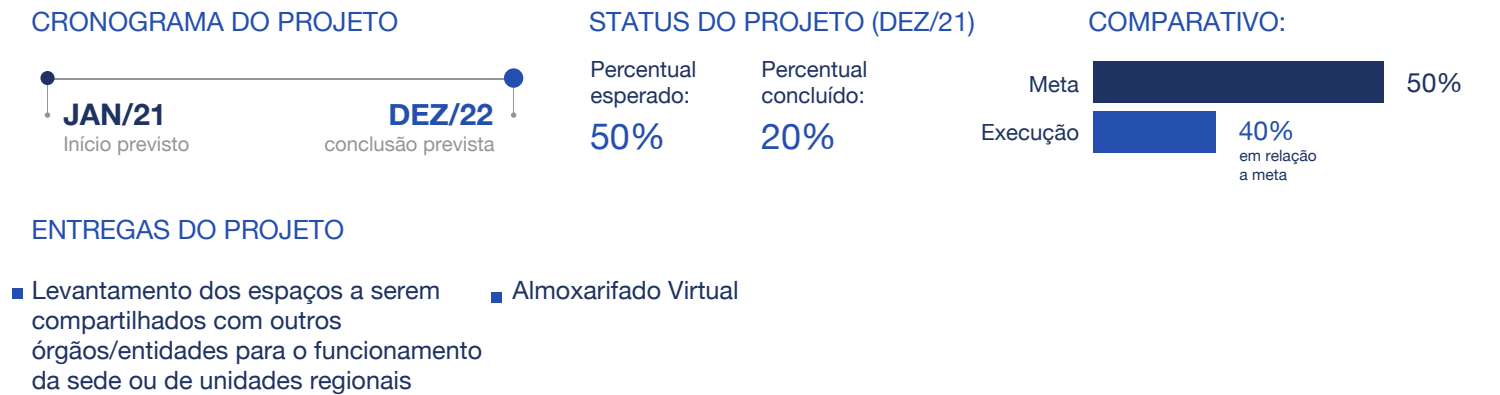 CRONOGRAMA DO PROJETO
JAN/21
Início previsto
DEZ/22
conclusão prevista
STATUS DO PROJETO (DEZ/21)
Percentual
esperado:
50%
Percentual
concluído:
20%
COMPARATIVO:
Meta
50%
Execução
40%
em relação
a meta
ENTREGAS DO PROJETO
Levantamento dos espaços a serem
compartilhados com outros
órgãos/entidades para o funcionamento
da sede ou de unidades regionais
Almoxarifado Virtual